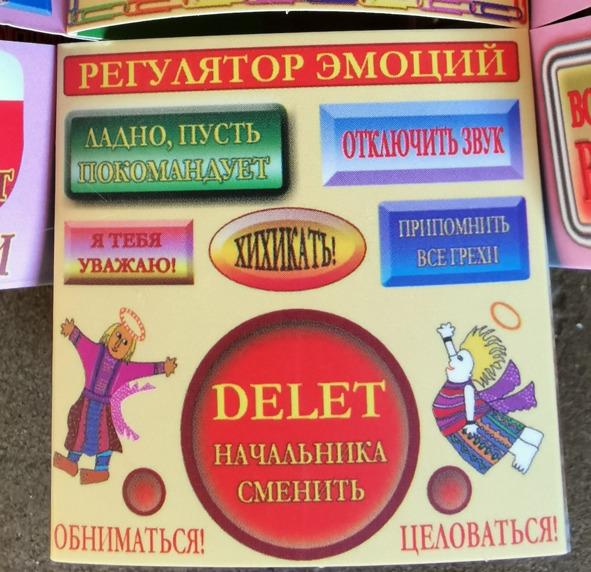 РЕГУЛЯТОР ЭМОЦИЙ
ЛАДНО, ПУСТЬ
ПОКОМАНДУЕТ
ОТКЛЮЧИТЬ ЗВУК
Я ТЕБЯ
УВАЖАЮ!
ХИХИКАТЬ!
ПРИПОМНИТЬ
ВСЕ ГРЕХИ
DELET
НАЧАЛЬНИКА
СМЕНИТЬ
ОБНИМАТЬСЯ!
ЦЕЛОВАТЬСЯ!